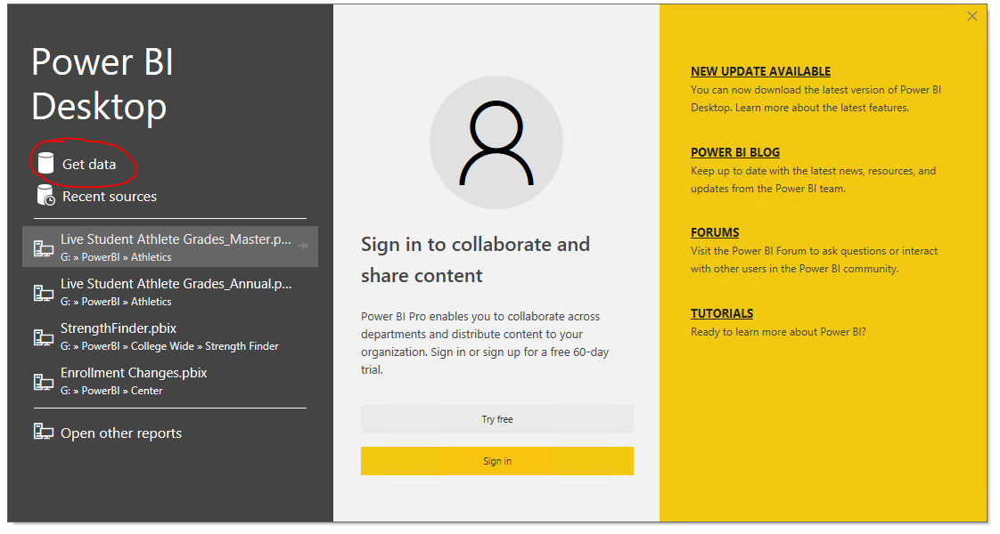 Power BI
Desktop
Get data
Recent sources
Live Student Athlete Grades_Master.p...
G: » PowerBI » Athletics
Live Student Athlete Grades_Annual.p...
G: » PowerBI » Athletics
StrengthFinder.pbix
G: » PowerBI » College Wide » Strength Finder
Enrollment Changes.pbix
G: » PowerBI » Center
Open other reports
Sign in to collaborate and
share content
Power BI Pro enables you to collaborate across
departments and distribute content to your
organization. Sign in or sign up for a free 60-day
trial.
Try free
Sign in
NEW UPDATE AVAILABLE
You can now download the latest version of Power BI
Desktop. Learn more about the latest features.
POWER BI BLOG
Keep up to date with the latest news, resources, and
updates from the Power BI team.
FORUMS
Visit the Power BI Forum to ask questions or interact
with other users in the Power BI community.
TUTORIALS
Ready to learn more about Power BI?